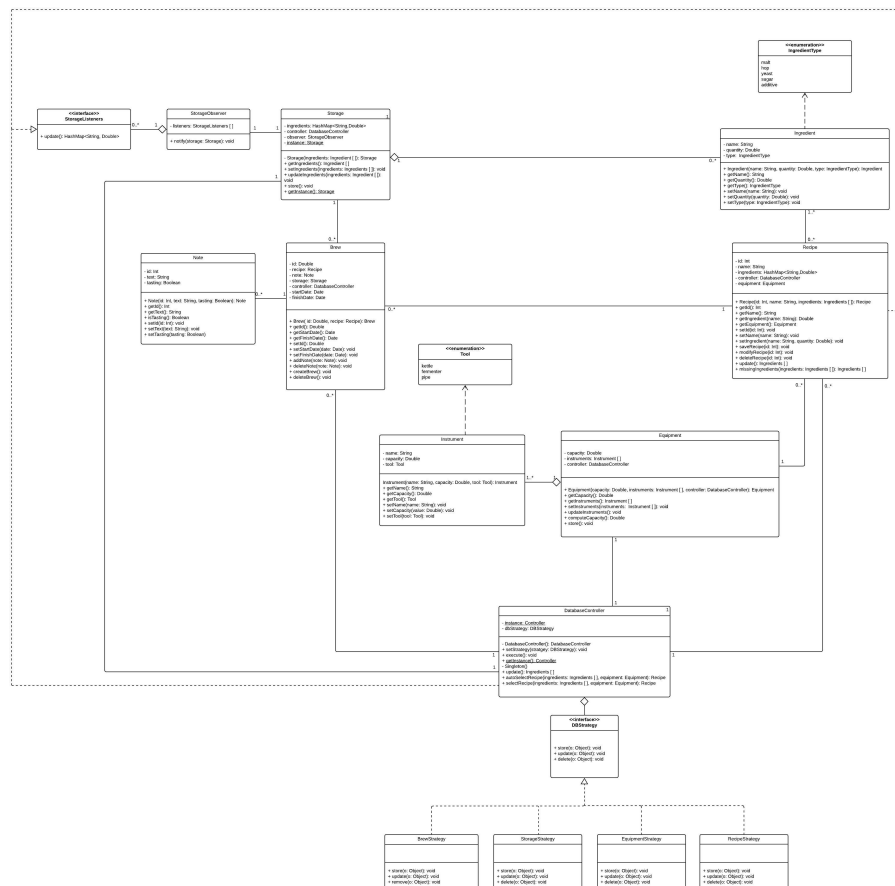 <<enumeration>>
IngredientType
malt
hop
yeast
sugar
additive
<<interface>>
StorageListeners
+ update(): HashMap<String, Double>
0..*
1
StorageObserver
- listeners: StorageListeners [ ]
+ notify(storage: Storage): void
1
1
Storage
1
- ingredients: HashMap<String,Double>
- controller: DatabaseController
- observer: StorageObserver
- instance: Storage
- Storage(ingredients: Ingredient [ ]): Storage
+ getIngredients(): Ingredient [ ]
+ setIngredients(ingredients: Ingredients [ ]): void
+ updateIngredients(ingredients: Ingredient [ ]):
void
+ store(): void
+ getInstance(): Storage
1
0..*
1
1
0..*
Ingredient
- name: String
- quantity: Double
- type: IngredientType
+ Ingredient(name: String, quantity: Double, type: IngredientType): Ingredient
+ getName(): String
+ getQuantity(): Double
+ getType(): IngredientType
+ setName(name: String): void
+ setQuantity(quantity: Double): void
+ setType(type: IngredientType): void
1..*
0..*
Note
- id: Int
- text: String
- tasting: Boolean
+ Note(id: Int, text: String, tasting: Boolean): Note
+ getId(): Int
+ getText(): String
+ isTasting(): Boolean
+ setId(id: Int): void
+ setText(text: String): void
+ setTasting(tasting: Boolean)
0..*
1
Brew
- id: Double
- recipe: Recipe
- note: Note
- storage: Storage
- controller: DatabaseController
- startDate: Date
- finishDate: Date
+ Brew( id: Double, recipe: Recipe): Brew
+ getId(): Double
+ getStartDate(): Date
+ getFinishDate(): Date
+ setId(): Double
+ setStartDate(date: Date): void
+ setFinishDate(date: Date): void
+ addNote(note: Note): void
+ deleteNote(note: Note): void
+ createBrew(): void
+ deleteBrew(): void
0..*
1
0..*
Recipe
- id: Int
- name: String
- ingredients: HashMap<String,Double>
- controller: DatabaseController
- equipment: Equipment
+ Recipe(id: Int, name: String, ingredients: Ingredients [ ]): Recipe
+ getId(): Int
+ getName(): String
+ getIngredient(name: String): Double
+ getEquipment(): Equipment
+ setId(id: Int): void
+ setName(name: String): void
+ setIngredient(name: String, quantity: Double): void
+ saveRecipe(id: Int): void
+ modifyRecipe(id: Int): void
+ deleteRecipe(id: Int): void
+ update(): Ingredients [ ]
+ missingIngredients(ingredients: Ingredients [ ]): Ingredients [ ]
0..*
0..*
<<enumeration>>
Tool
kettle
fermenter
pipe
Instrument
- name: String
- capacity: Double
- tool: Tool
Instrument(name: String, capacity: Double, tool: Tool): Instrument
+ getName(): String
+ getCapacity(): Double
+ getTool(): Tool
+ setName(name: String): void
+ setCapacity(value: Double): void
+ setTool(tool: Tool): void
1..*
1
Equipment
- capacity: Double
- instruments: Instrument [ ]
- controller: DatabaseController
+ Equipment(capacity: Double, instruments: Instrument [ ], controller: DatabaseController): Equipment
+ getCapacity(): Double
+ getInstruments(): Instrument [ ]
+ setInstruments(instruments: Instrument [ ]): void
+ updateInstruments(): void
+ computeCapacity(): Double
+ store(): void
1
1
1
DatabaseController
1
- instance: Controller
- dbStrategy: DBStrategy
- DatabaseController(): DatabaseController
+ setStrategy(strategy: DBStrategy): void
+ execute(): void
+ getInstance(): Controller
- Singleton()
+ update(): Ingredients [ ]
+ autoSelectRecipe(ingredients: Ingredients [ ], equipment: Equipment): Recipe
+ selectRecipe(ingredients: Ingredients [ ], equipment: Equipment): Recipe
1
1
1
<<interface>>
DBStrategy
+ store(o: Object): void
+ update(o: Object): void
+ delete(o: Object): void
BrewStrategy
+ store(o: Object): void
+ update(o: Object): void
+ remove(o: Object): void
StorageStrategy
+ store(o: Object): void
+ update(o: Object): void
+ delete(o: Object): void
EquipmentStrategy
+ store(o: Object): void
+ update(o: Object): void
+ delete(o: Object): void
RecipeStrategy
+ store(o: Object): void
+ update(o: Object): void
+ delete(o: Object): void